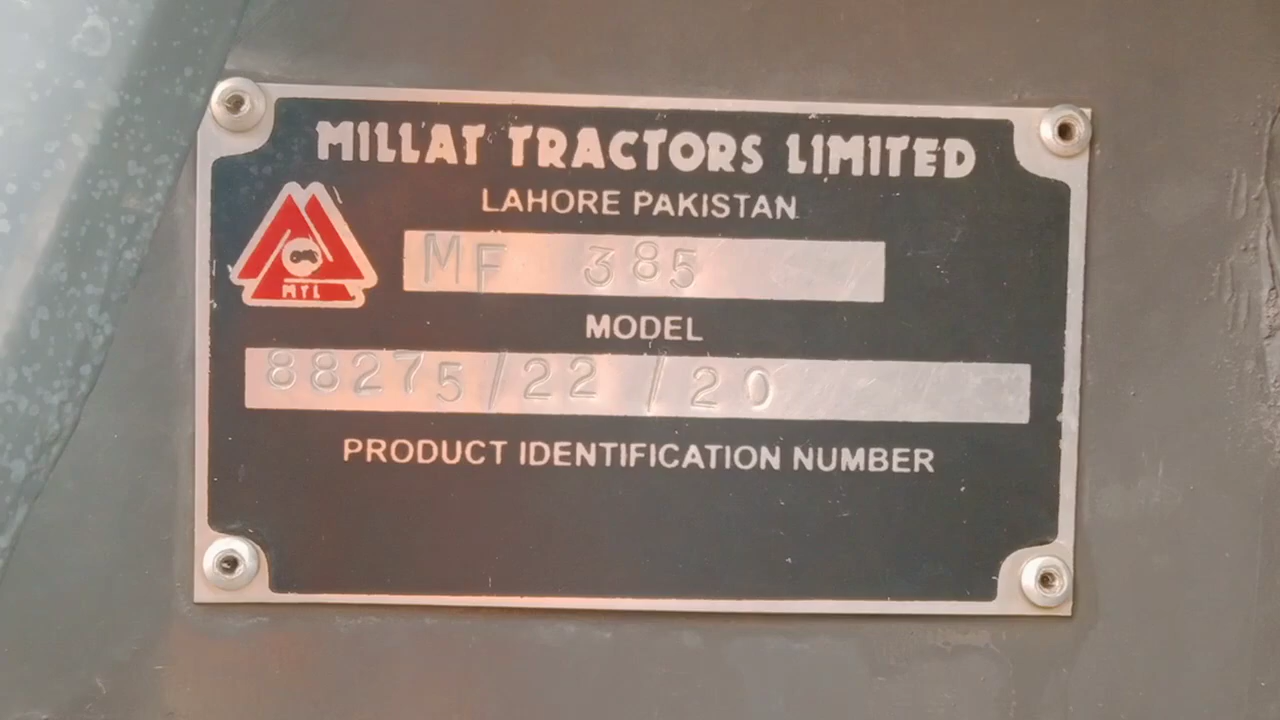 MILLAT TRACTORS LIMITED
LAHORE PAKISTAN
MTL
MF 385
MODEL
88275/22 /20
PRODUCT IDENTIFICATION NUMBER